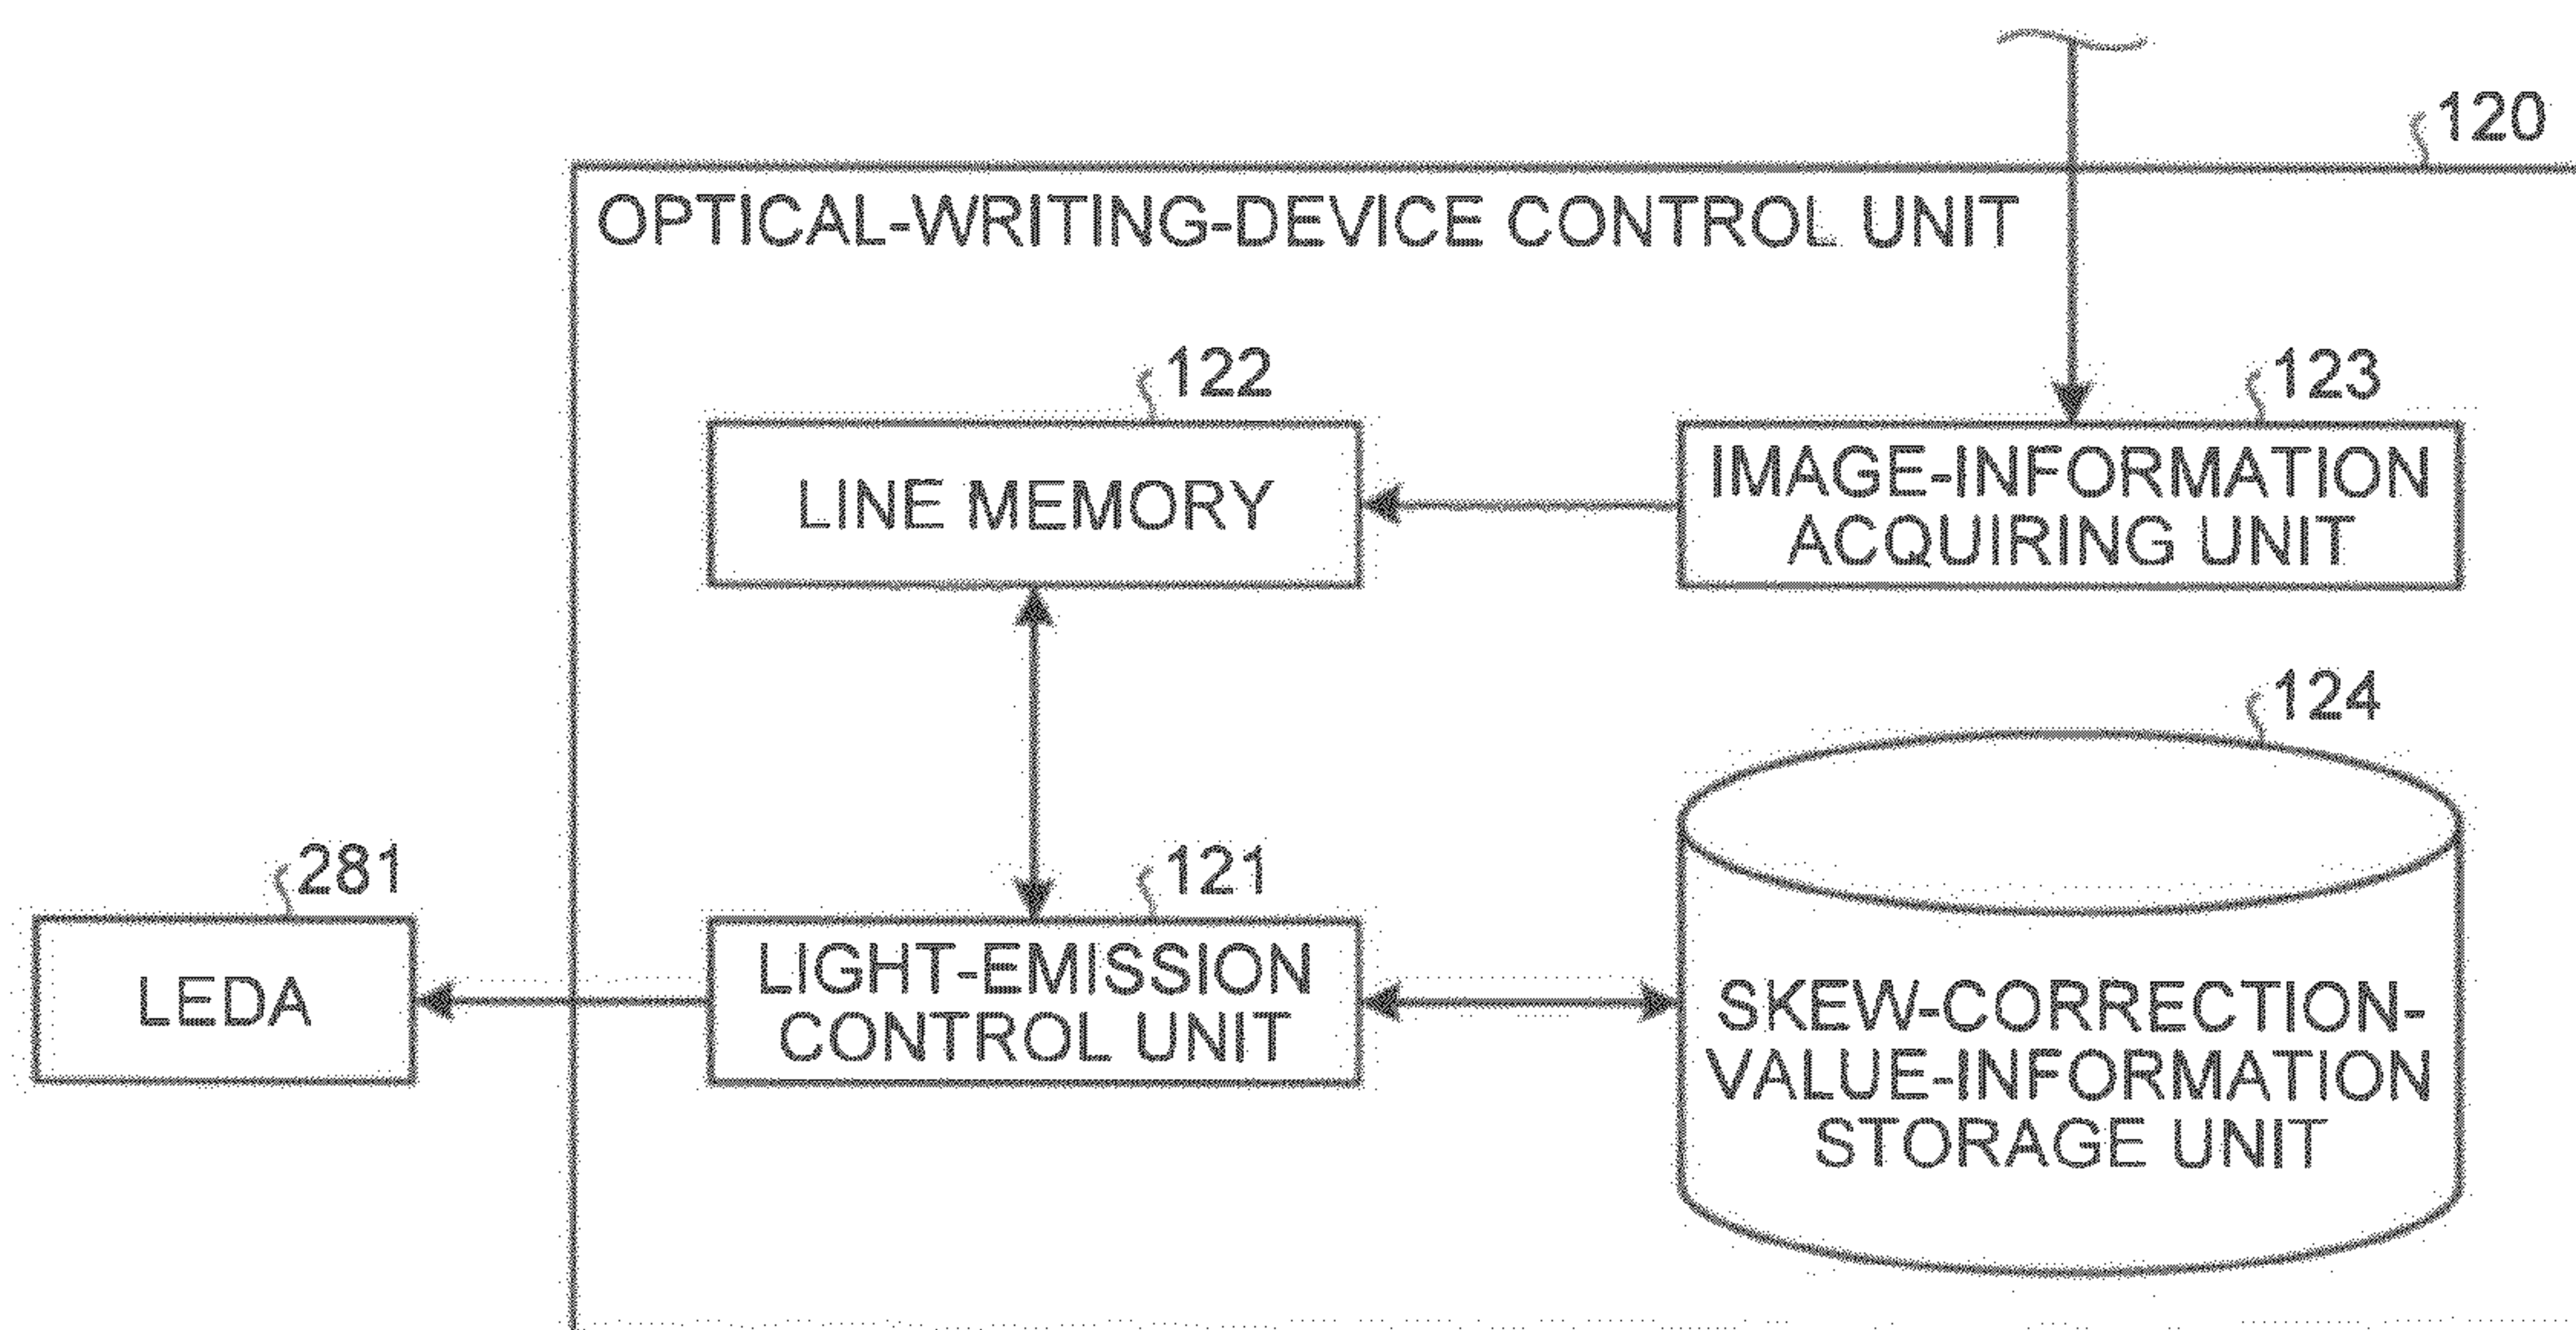 120
OPTICAL-WRITING-DEVICE CONTROL UNIT
122
LINE MEMORY
123
IMAGE-INFORMATION
ACQUIRING UNIT
124
SKEW-CORRECTION-
VALUE-INFORMATION
STORAGE UNIT
121
LIGHT-EMISSION
CONTROL UNIT
281
LEDA